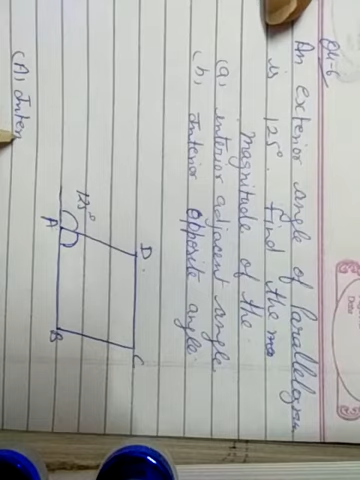 Q4-6
An exterior angle of Parallelogram
is 125°. Find the
magnitude of the.
(a) interior adjacent angle
(b) Interior Opposite angle.
125°
D
C
A
B
(A) Inter